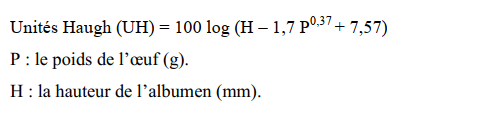 Unités Haugh (UH) = 100 log (H – 1,7 P^0,37 + 7,57)
P : le poids de l’œuf (g).
H : la hauteur de l’albumen (mm).